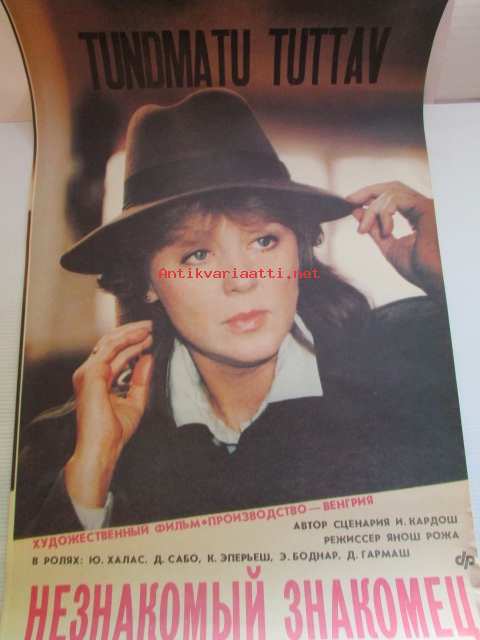 TUNDMATU TUTTAV
Antikvariaatti.net
ХУДОЖЕСТВЕННЫЙ ФИЛЬМ•ПРОИЗВОДСТВО—ВЕНГРИЯ
АВТОР СЦЕНАРИЯ И. КАРДОШ
РЕЖИССЕР ЯНОШ РОЖА
В РОЛЯХ: Ю. ХАЛАС, Д. САБО, К. ЭПЕРЬЕШ, Э. БОДНАР, Д. ГАРМАШ
НЕЗНАКОМЫЙ ЗНАКОМЕЦ